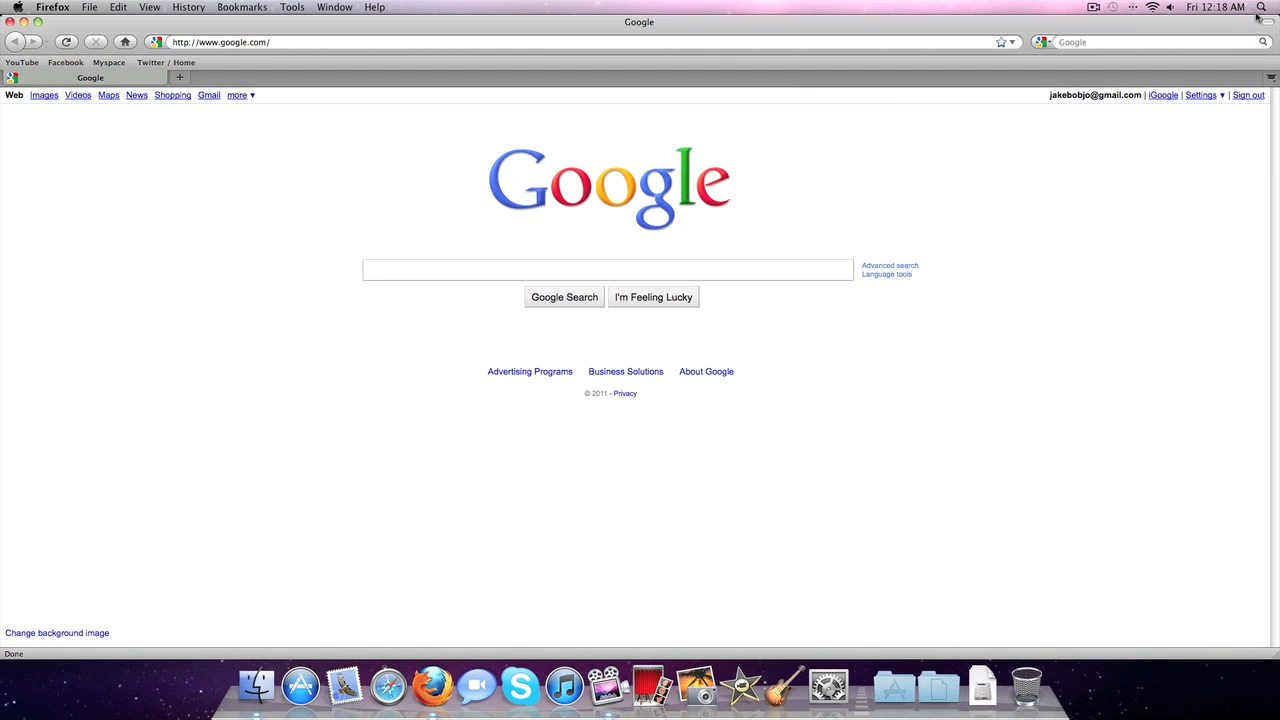 Firefox File Edit View History Bookmarks Tools Window Help Fri 12:18 AM
Google
http://www.google.com/ Google
YouTube Facebook Myspace Twitter / Home
Google
Web Images Videos Maps News Shopping Gmail more ▼ jakebobjo@gmail.com | iGoogle | Settings ▼ | Sign out
Google
Advanced search
Language tools
Google Search I'm Feeling Lucky
Advertising Programs Business Solutions About Google
© 2011 - Privacy
Change background image
Done